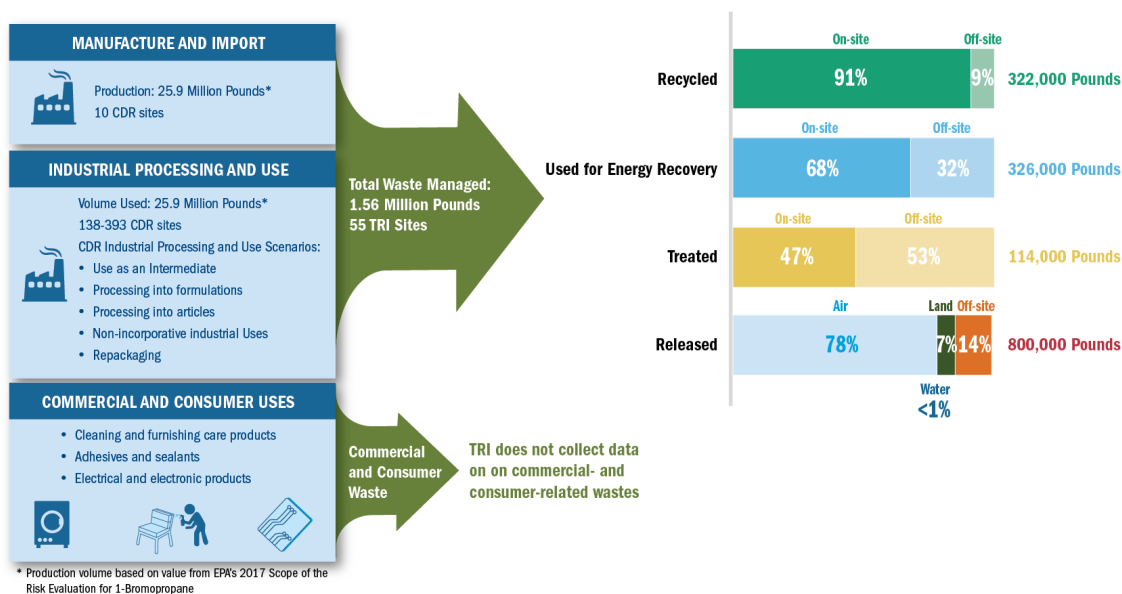 MANUFACTURE AND IMPORT
Production: 25.9 Million Pounds*
10 CDR sites
INDUSTRIAL PROCESSING AND USE
Volume Used: 25.9 Million Pounds*
138-393 CDR sites
CDR Industrial Processing and Use Scenarios:
• Use as an Intermediate
• Processing into formulations
• Processing into articles
• Non-incorporative industrial Uses
• Repackaging
COMMERCIAL AND CONSUMER USES
• Cleaning and furnishing care products
• Adhesives and sealants
• Electrical and electronic products
* Production volume based on value from EPA's 2017 Scope of the
Risk Evaluation for 1-Bromopropane
Total Waste Managed:
1.56 Million Pounds
55 TRI Sites
Commercial
and Consumer
Waste
TRI does not collect data
on on commercial- and
consumer-related wastes
On-site Off-site
Recycled 91% 9% 322,000 Pounds
On-site Off-site
Used for Energy Recovery 68% 32% 326,000 Pounds
On-site Off-site
Treated 47% 53% 114,000 Pounds
Air Land Off-site
Released 78% 7% 14% 800,000 Pounds
Water
<1%